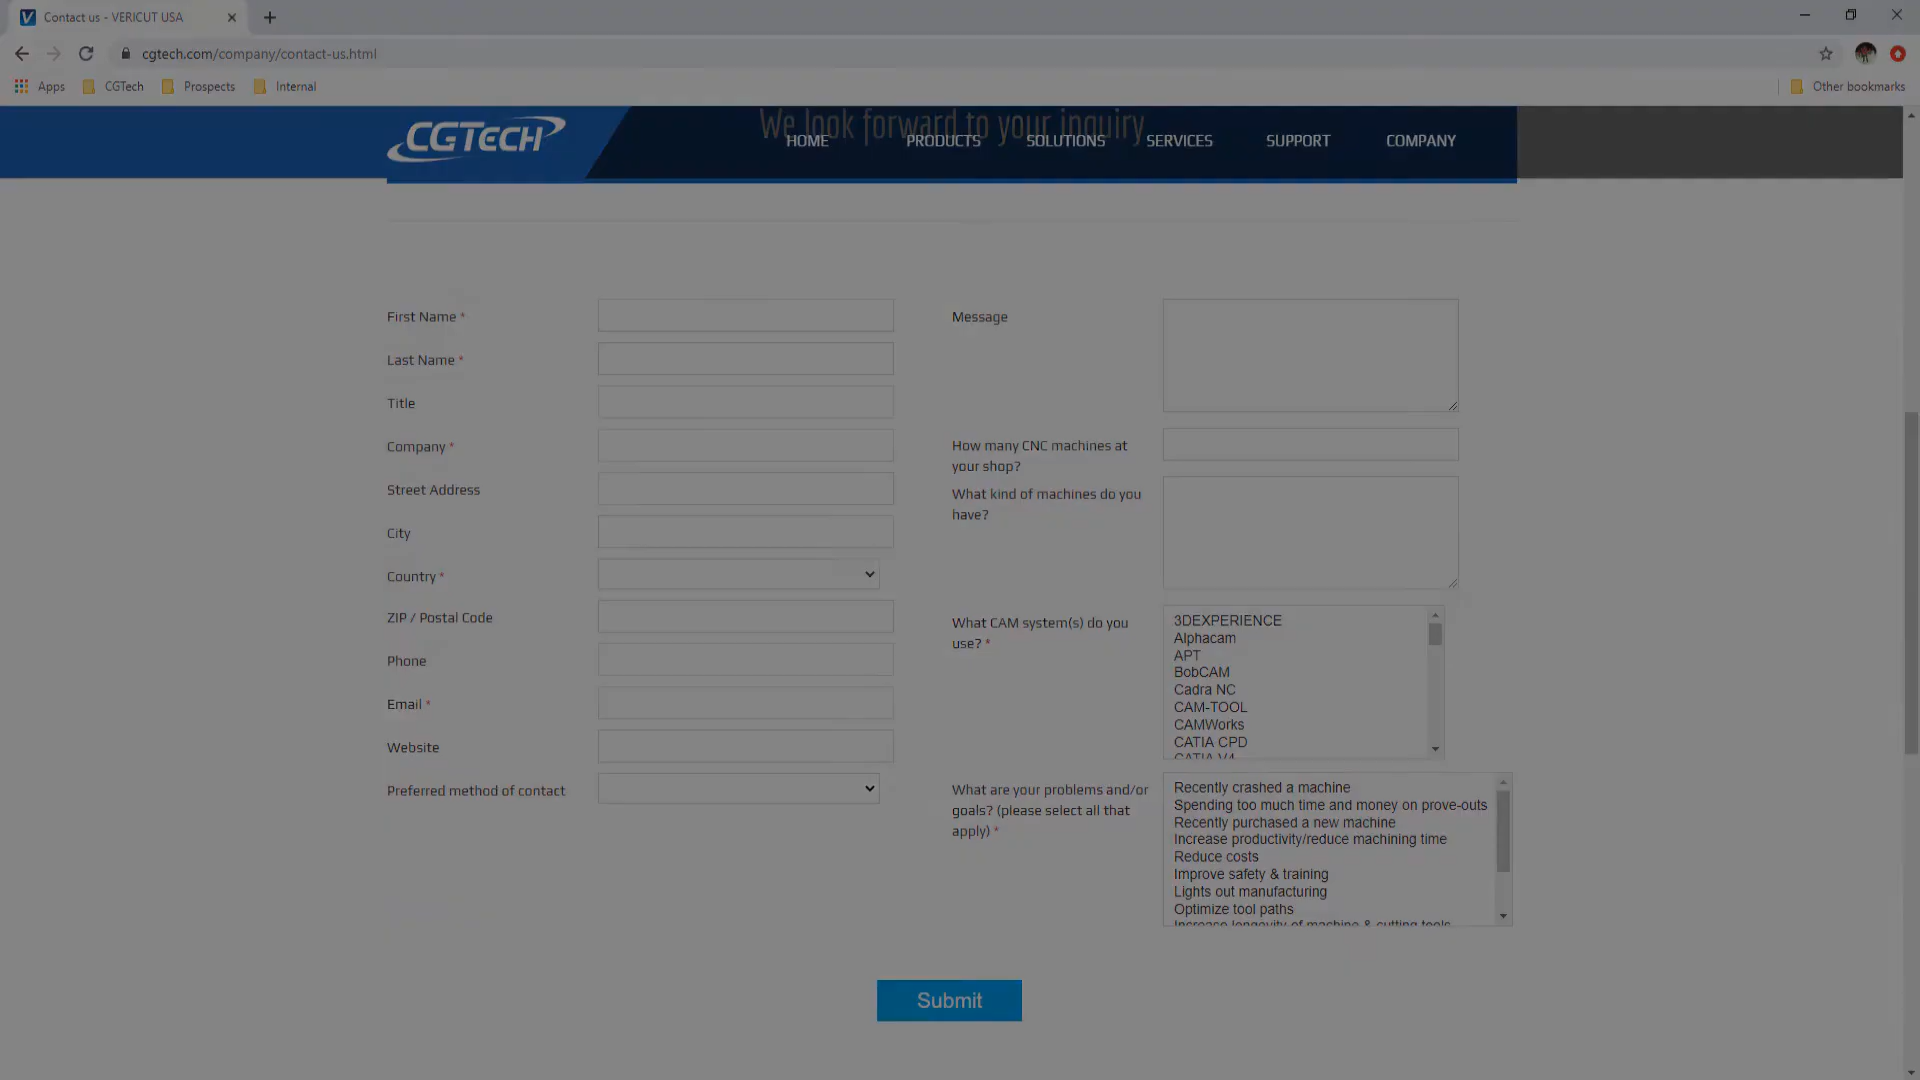 Contact us - VERICUT USA
cgtech.com/company/contact-us.html
Apps CGTech Prospects Internal Other bookmarks
We look forward to your inquiry
CGTECH HOME PRODUCTS SOLUTIONS SERVICES SUPPORT COMPANY
First Name *
Last Name *
Title
Company *
Street Address
City
Country *
ZIP / Postal Code
Phone
Email *
Website
Preferred method of contact
Message
How many CNC machines at
your shop?
What kind of machines do you
have?
What CAM system(s) do you
use? *
3DEXPERIENCE
Alphacam
APT
BobCAM
Cadra NC
CAM-TOOL
CAMWorks
CATIA CPD
CATIA V4
What are your problems and/or
goals? (please select all that
apply) *
Recently crashed a machine
Spending too much time and money on prove-outs
Recently purchased a new machine
Increase productivity/reduce machining time
Reduce costs
Improve safety & training
Lights out manufacturing
Optimize tool paths
Increase longevity of machine & cutting tools
Submit